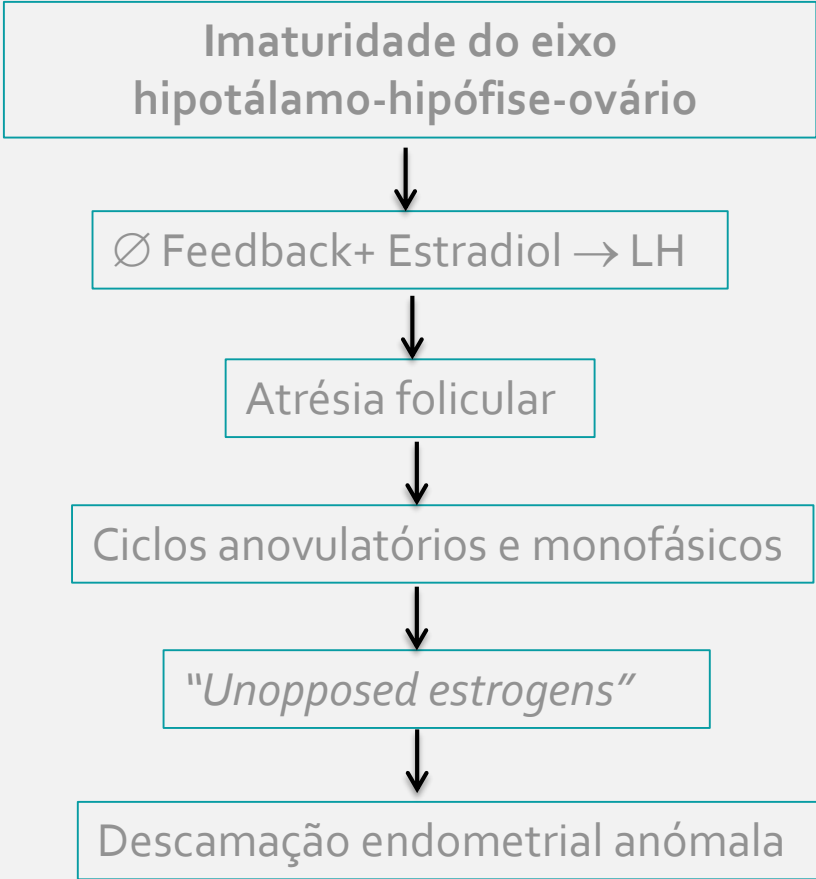 Imaturidade do eixo
hipotálamo-hipófise-ovário
∅ Feedback+ Estradiol → LH
Atrésia folicular
Ciclos anovulatórios e monofásicos
“Unopposed estrogens”
Descamação endometrial anómala